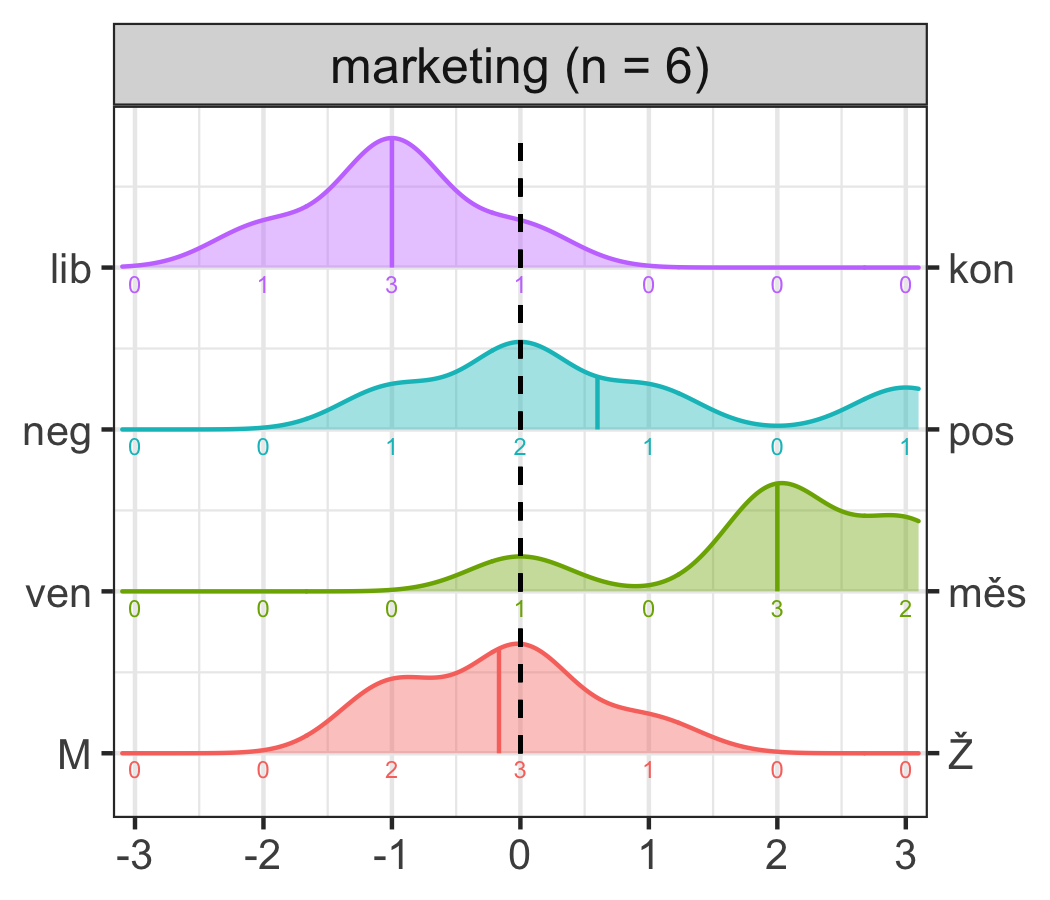 marketing (n = 6)
lib kon
0 1 3 1 0 0 0
neg pos
0 0 1 2 1 0 1
ven měs
0 0 0 1 0 3 2
M Ž
0 0 2 3 1 0 0
-3 -2 -1 0 1 2 3